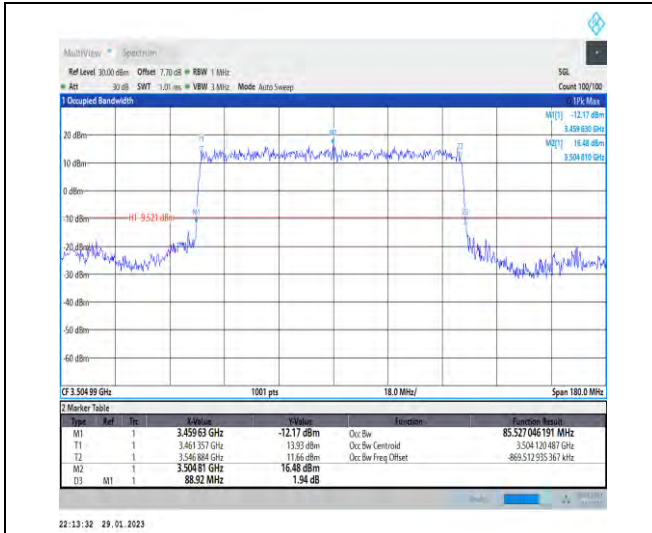 MultiView Spectrum
Ref Level 30.00 dBm Offset 7.70 dB RBW 1 MHz SGL
Att 30 dB SWT 1.01 ms VBW 3 MHz Mode Auto Sweep Count 100/100
1 Occupied Bandwidth 1Pk Max
M1[1] -12.17 dBm
3.459 630 GHz
M2[1] 16.48 dBm
3.504 810 GHz
20 dBm
10 dBm
0 dBm
-10 dBm H1 -9.521 dBm
-20 dBm
-30 dBm
-40 dBm
-50 dBm
-60 dBm
T1
M2
T2
M1
D3
CF 3.504 99 GHz 1001 pts 18.0 MHz/ Span 180.0 MHz
2 Marker Table
Type Ref Trc X-Value Y-Value Function Function Result
M1 1 3.459 63 GHz -12.17 dBm Occ Bw 85.527 046 191 MHz
T1 1 3.461 357 GHz 13.93 dBm Occ Bw Centroid 3.504 120 487 GHz
T2 1 3.546 884 GHz 11.66 dBm Occ Bw Freq Offset -869.512 935 367 kHz
M2 1 3.504 81 GHz 16.48 dBm
D3 M1 1 88.92 MHz 1.94 dB
22:13:32 29.01.2023